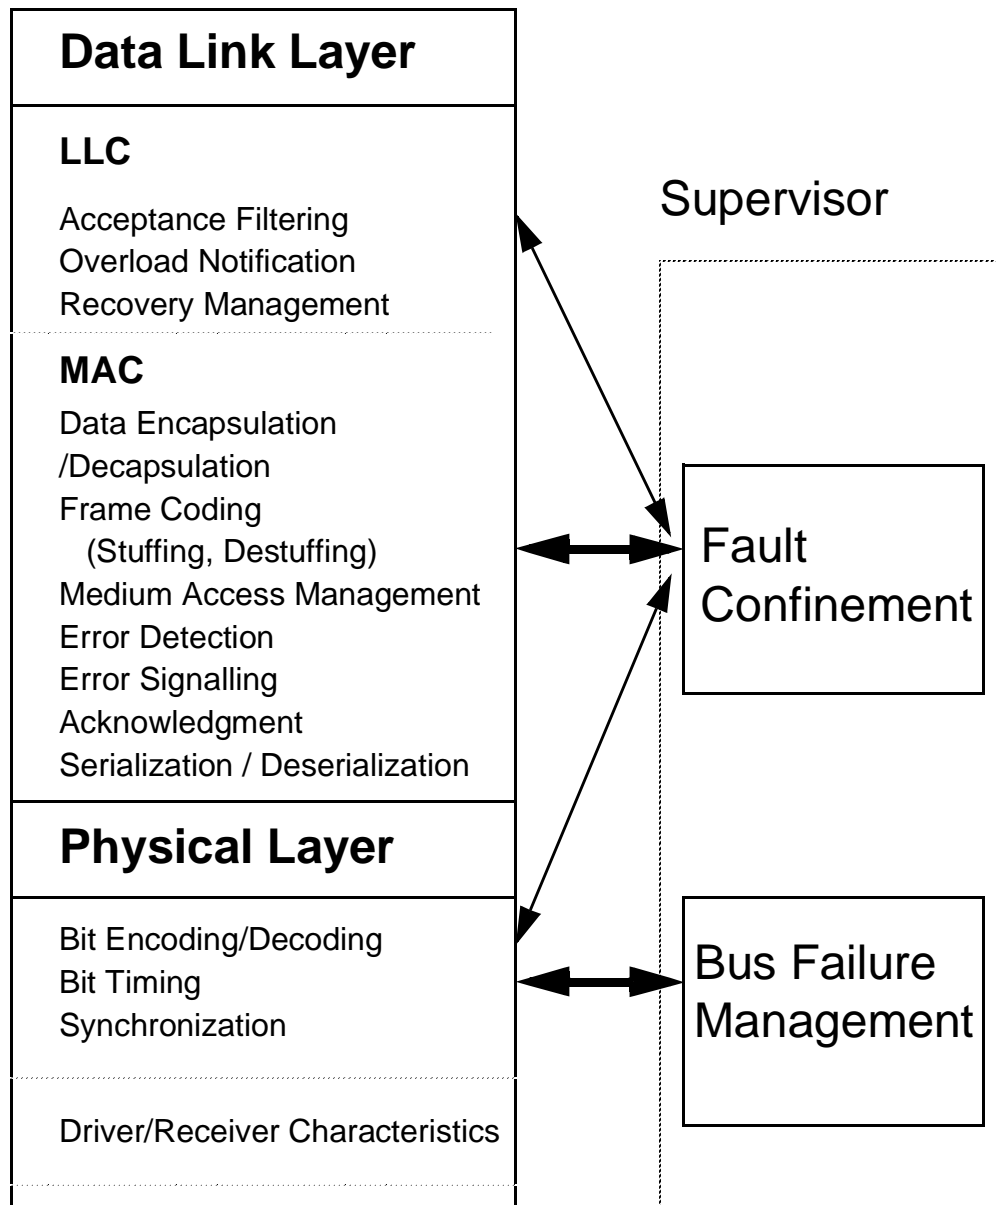 Data Link Layer
LLC
Acceptance Filtering
Overload Notification
Recovery Management
MAC
Data Encapsulation
/Decapsulation
Frame Coding
(Stuffing, Destuffing)
Medium Access Management
Error Detection
Error Signalling
Acknowledgment
Serialization / Deserialization
Physical Layer
Bit Encoding/Decoding
Bit Timing
Synchronization
Driver/Receiver Characteristics
Supervisor
Fault
Confinement
Bus Failure
Management